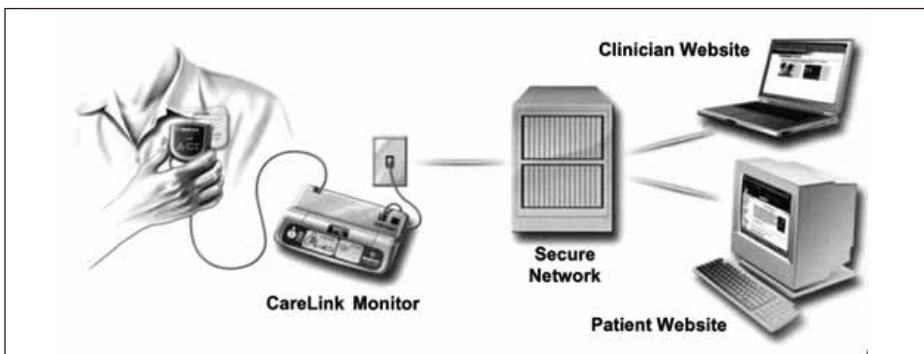 Clinician Website
Secure
Network
CareLink Monitor
Patient Website